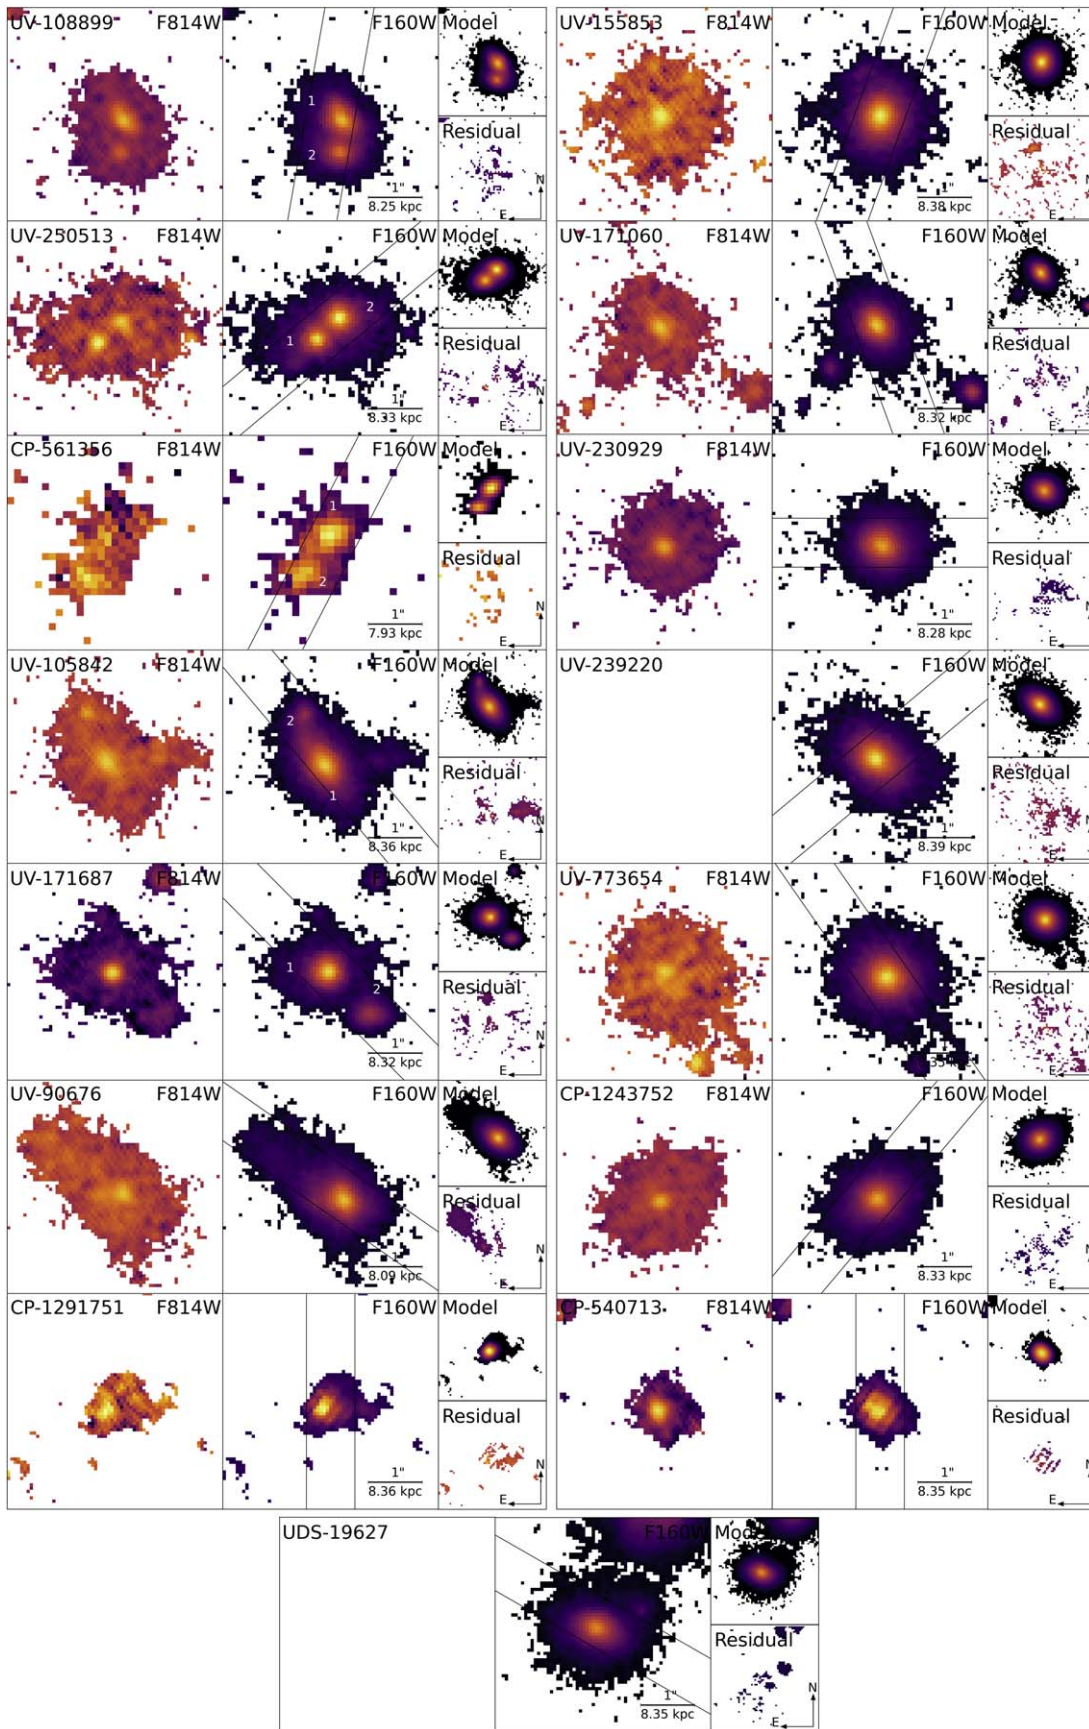 UV-108899 F814W F160W Model
1
2
Residual
1"
8.25 kpc
N
E
UV-155853 F814W F160W Model
Residual
1"
8.38 kpc
N
E
UV-250513 F814W F160W Model
2
1
Residual
1"
8.33 kpc
N
E
UV-171060 F814W F160W Model
Residual
1"
8.32 kpc
N
E
CP-561356 F814W F160W Model
1
2
Residual
1"
7.93 kpc
N
E
UV-230929 F814W F160W Model
Residual
1"
8.28 kpc
N
E
UV-105842 F814W F160W Model
2
1
Residual
1"
8.36 kpc
N
E
UV-239220 F160W Model
Residual
1"
8.39 kpc
N
E
UV-171687 F814W F160W Model
1
2
Residual
1"
8.32 kpc
N
E
UV-773654 F814W F160W Model
Residual
N
E
UV-90676 F814W F160W Model
Residual
1"
8.09 kpc
N
E
CP-1243752 F814W F160W Model
Residual
1"
8.33 kpc
N
E
CP-1291751 F814W F160W Model
Residual
1"
8.36 kpc
N
E
CP-540713 F814W F160W Model
Residual
1"
8.35 kpc
N
E
UDS-19627 F160W Model
Residual
1"
8.35 kpc
N
E